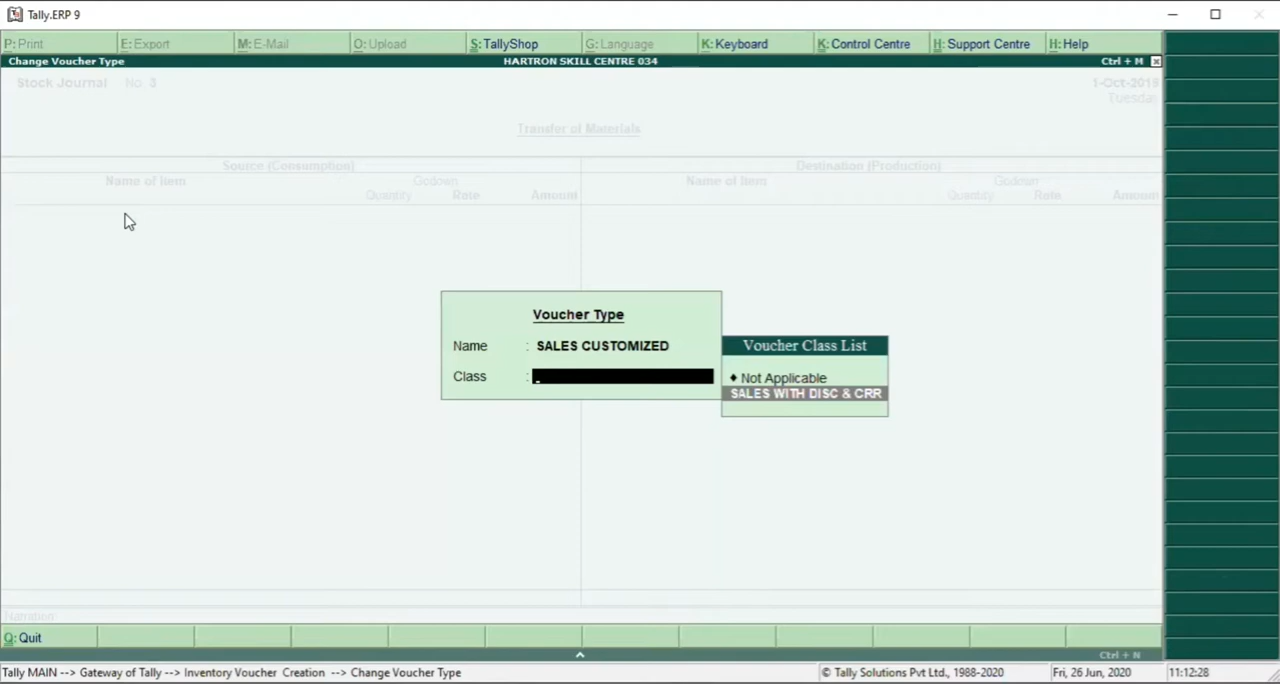 Tally.ERP 9
P: Print E: Export M: E-Mail O: Upload S: TallyShop G: Language K: Keyboard K: Control Centre H: Support Centre H: Help
Change Voucher Type HARTRON SKILL CENTRE 034 Ctrl + M
Stock Journal No. 3 1-Oct-2019
Tuesday
Transfer of Materials
Source (Consumption) Destination (Production)
Name of Item Godown Name of Item Godown
Quantity Rate Amount Quantity Rate Amount
Voucher Type
Name : SALES CUSTOMIZED
Class :
Voucher Class List
♦ Not Applicable
SALES WITH DISC & CRR
Narration:
Q: Quit
Ctrl + N
Tally MAIN --> Gateway of Tally --> Inventory Voucher Creation --> Change Voucher Type © Tally Solutions Pvt Ltd., 1988-2020 Fri, 26 Jun, 2020 11:12:28